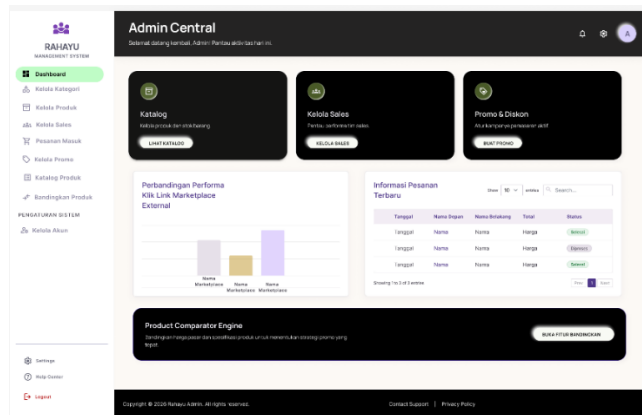 RAHAYU
MANAGEMENT SYSTEM
Dashboard
Kelola Kategori
Kelola Produk
Kelola Sales
Pesanan Masuk
Kelola Promo
Katalog Produk
Bandingkan Produk
PENGATURAN SISTEM
Kelola Akun
Settings
Help Center
Logout
Admin Central
Selamat datang kembali, Admin! Pantau aktivitas hari ini.
A
Katalog
Kelola produk dan stok barang
LIHAT KATALOG
Kelola Sales
Pantau performa tim sales
KELOLA SALES
Promo & Diskon
Atur kampanye pemasaran aktif
BUAT PROMO
Perbandingan Performa
Klik Link Marketplace
External
Nama Marketplace
Nama Marketplace
Nama Marketplace
Informasi Pesanan
Terbaru
Show 10 entries Search...
Tanggal Nama Depan Nama Belakang Total Status
Tanggal Nama Nama Harga Selesai
Tanggal Nama Nama Harga Diproses
Tanggal Nama Nama Harga Selesai
Showing 1 to 3 of 3 entries
Prev 1 Next
Product Comparator Engine
Bandingkan harga pasar dan spesifikasi produk untuk menentukan strategi promo yang
tepat.
BUKA FITUR BANDINGKAN
Copyright © 2026 Rahayu Admin. All rights reserved.
Contact Support | Privacy Policy